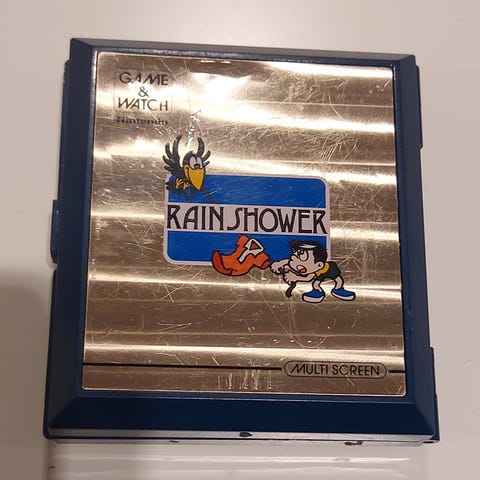 GAME
&
WATCH
Nintendo
RAIN SHOWER
MULTI SCREEN